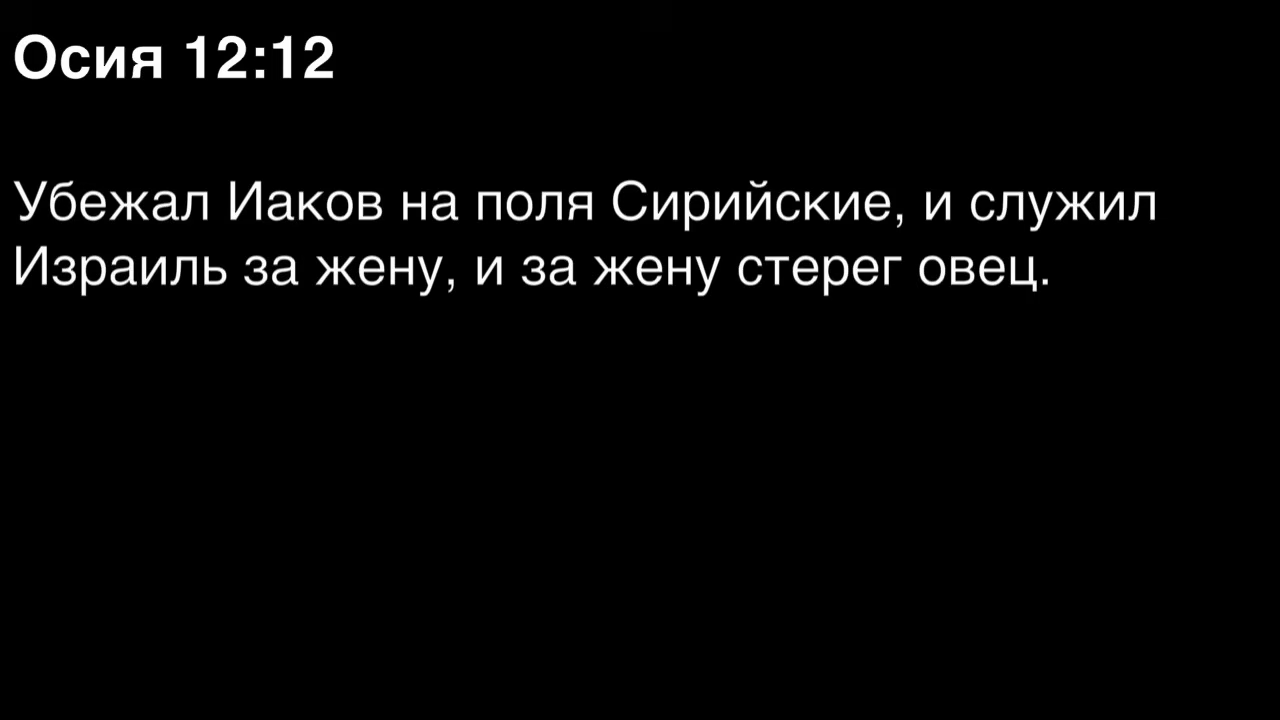 Осия 12:12
Убежал Иаков на поля Сирийские, и служил
Израиль за жену, и за жену стерег овец.